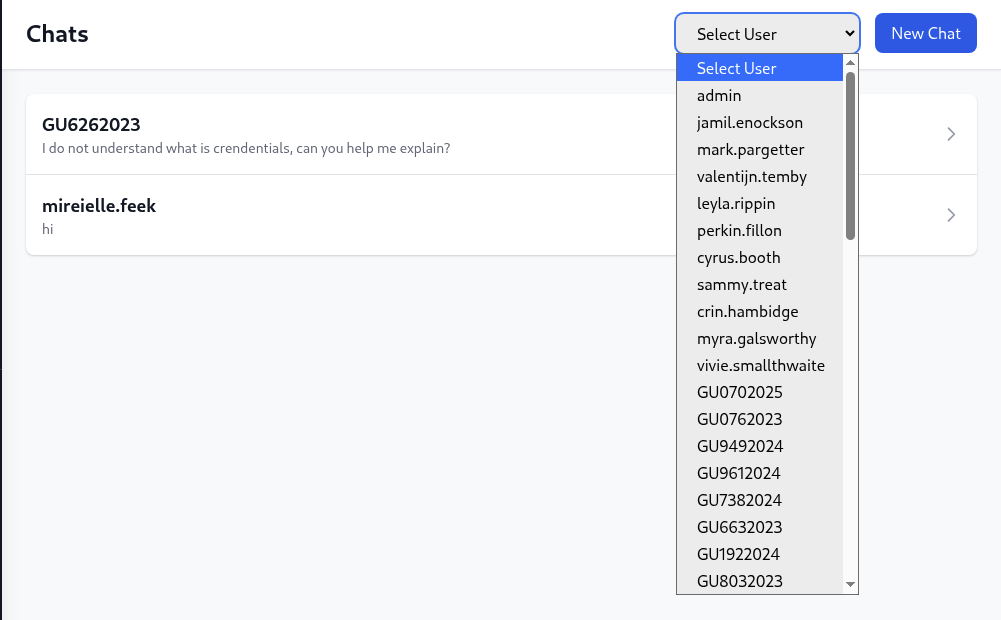 Chats
Select User
New Chat
GU6262023
I do not understand what is crendentials, can you help me explain?
mireielle.feek
hi
Select User
admin
jamil.enockson
mark.pargetter
valentijn.temby
leyla.rippin
perkin.fillon
cyrus.booth
sammy.treat
crin.hambidge
myra.galsworthy
vivie.smallthwaite
GU0702025
GU0762023
GU9492024
GU9612024
GU7382024
GU6632023
GU1922024
GU8032023